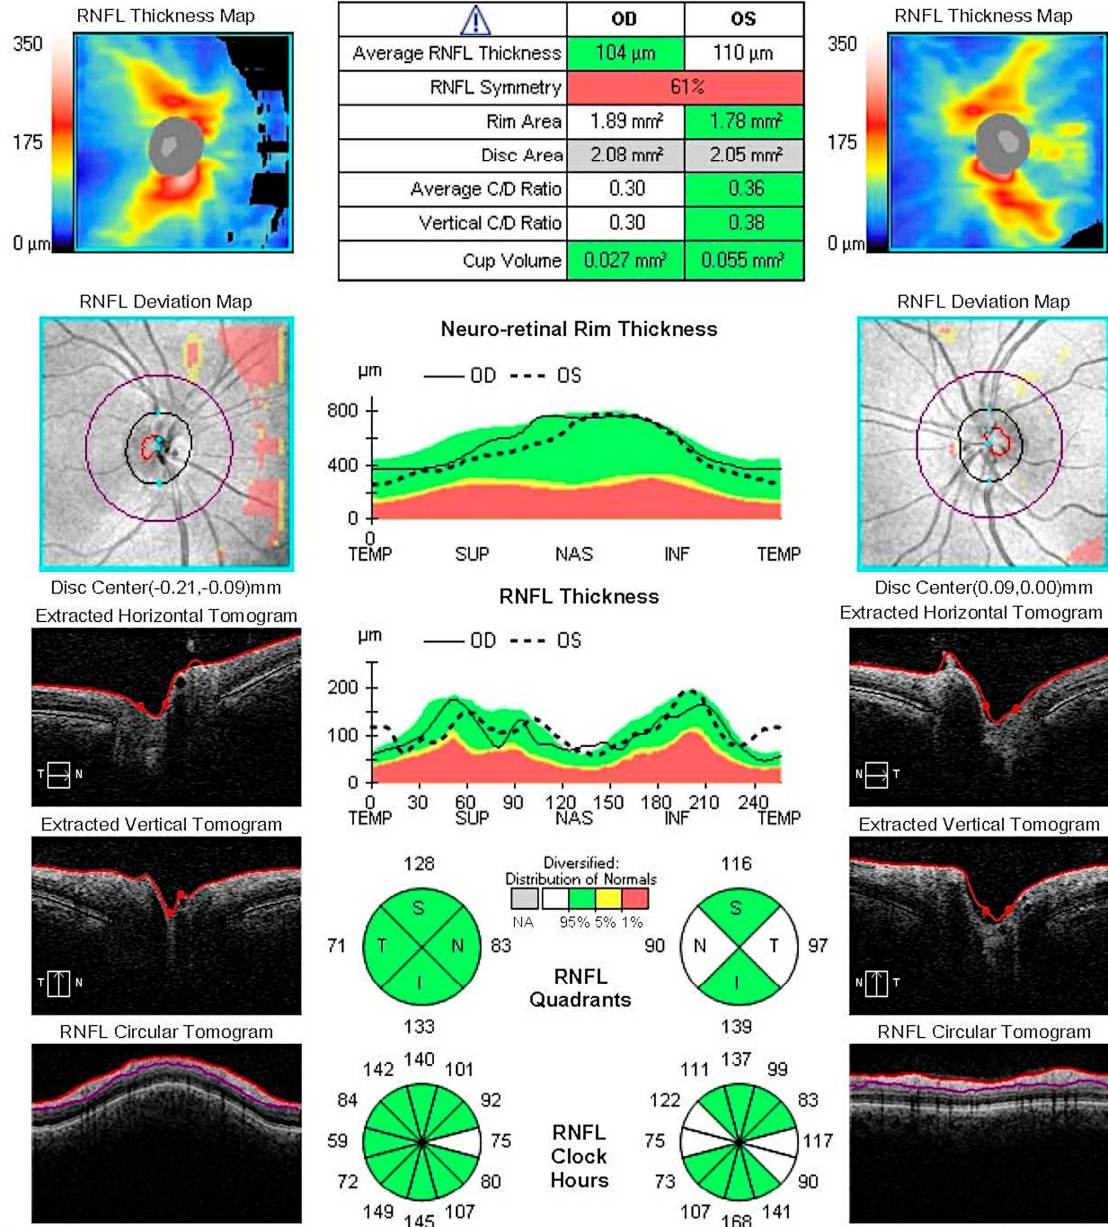 RNFL Thickness Map
350
175
0 µm
OD OS
Average RNFL Thickness 104 µm 110 µm
RNFL Symmetry 61%
Rim Area 1.89 mm² 1.78 mm²
Disc Area 2.08 mm² 2.05 mm²
Average C/D Ratio 0.30 0.36
Vertical C/D Ratio 0.30 0.38
Cup Volume 0.027 mm³ 0.055 mm³
RNFL Thickness Map
350
175
0 µm
RNFL Deviation Map
Disc Center(-0.21,-0.09)mm
Extracted Horizontal Tomogram
T N
Extracted Vertical Tomogram
T N
RNFL Circular Tomogram
Neuro-retinal Rim Thickness
µm OD OS
800
400
0
0
TEMP SUP NAS INF TEMP
RNFL Thickness
µm OD OS
200
100
0
0 30 60 90 120 150 180 210 240
TEMP SUP NAS INF TEMP
Diversified:
Distribution of Normals
NA 95% 5% 1%
128
S
71 T N 83
I
133
RNFL
Quadrants
116
S
90 N T 97
I
139
140
142 101
84 92
59 75
72 80
149 107
145
RNFL
Clock
Hours
137
111 99
122 83
75 117
73 90
107 141
168
RNFL Deviation Map
Disc Center(0.09,0.00)mm
Extracted Horizontal Tomogram
N T
Extracted Vertical Tomogram
N T
RNFL Circular Tomogram